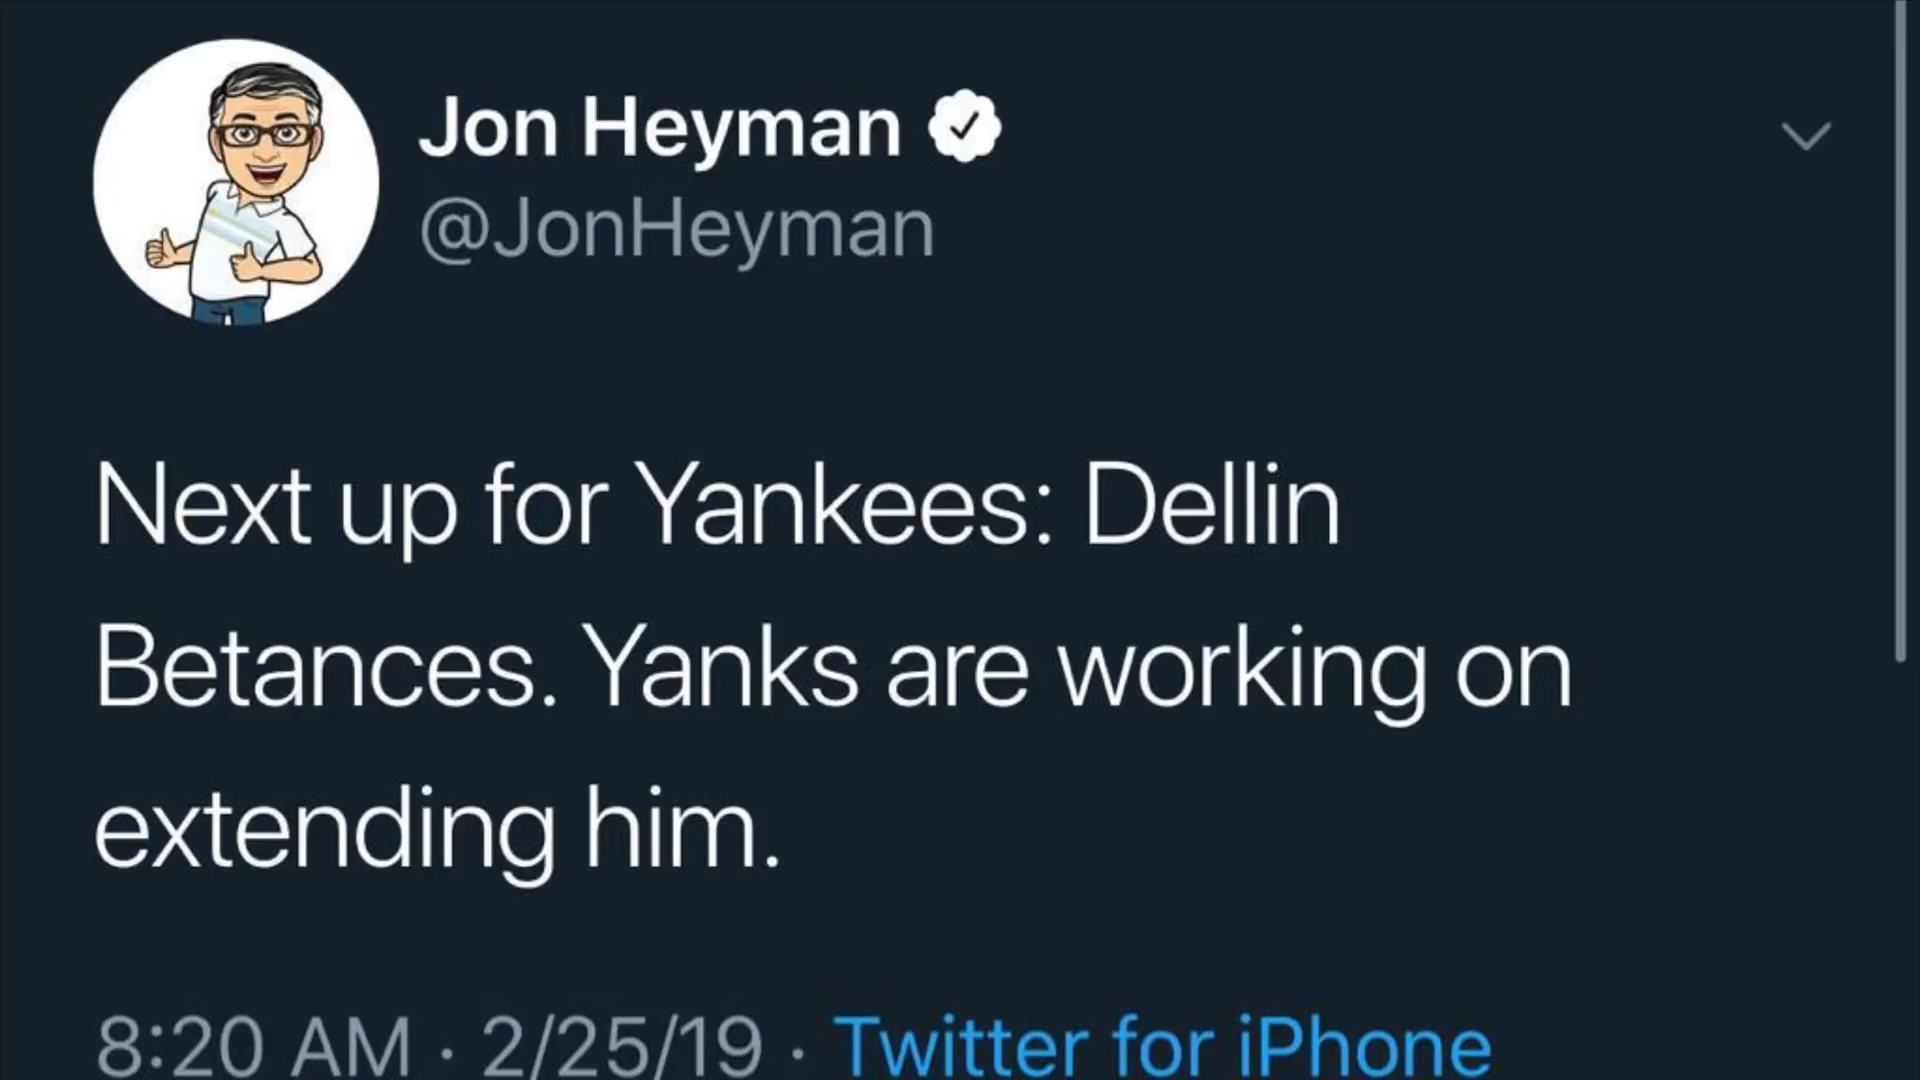 Jon Heyman
@JonHeyman
Next up for Yankees: Dellin
Betances. Yanks are working on
extending him.
8:20 AM · 2/25/19 · Twitter for iPhone